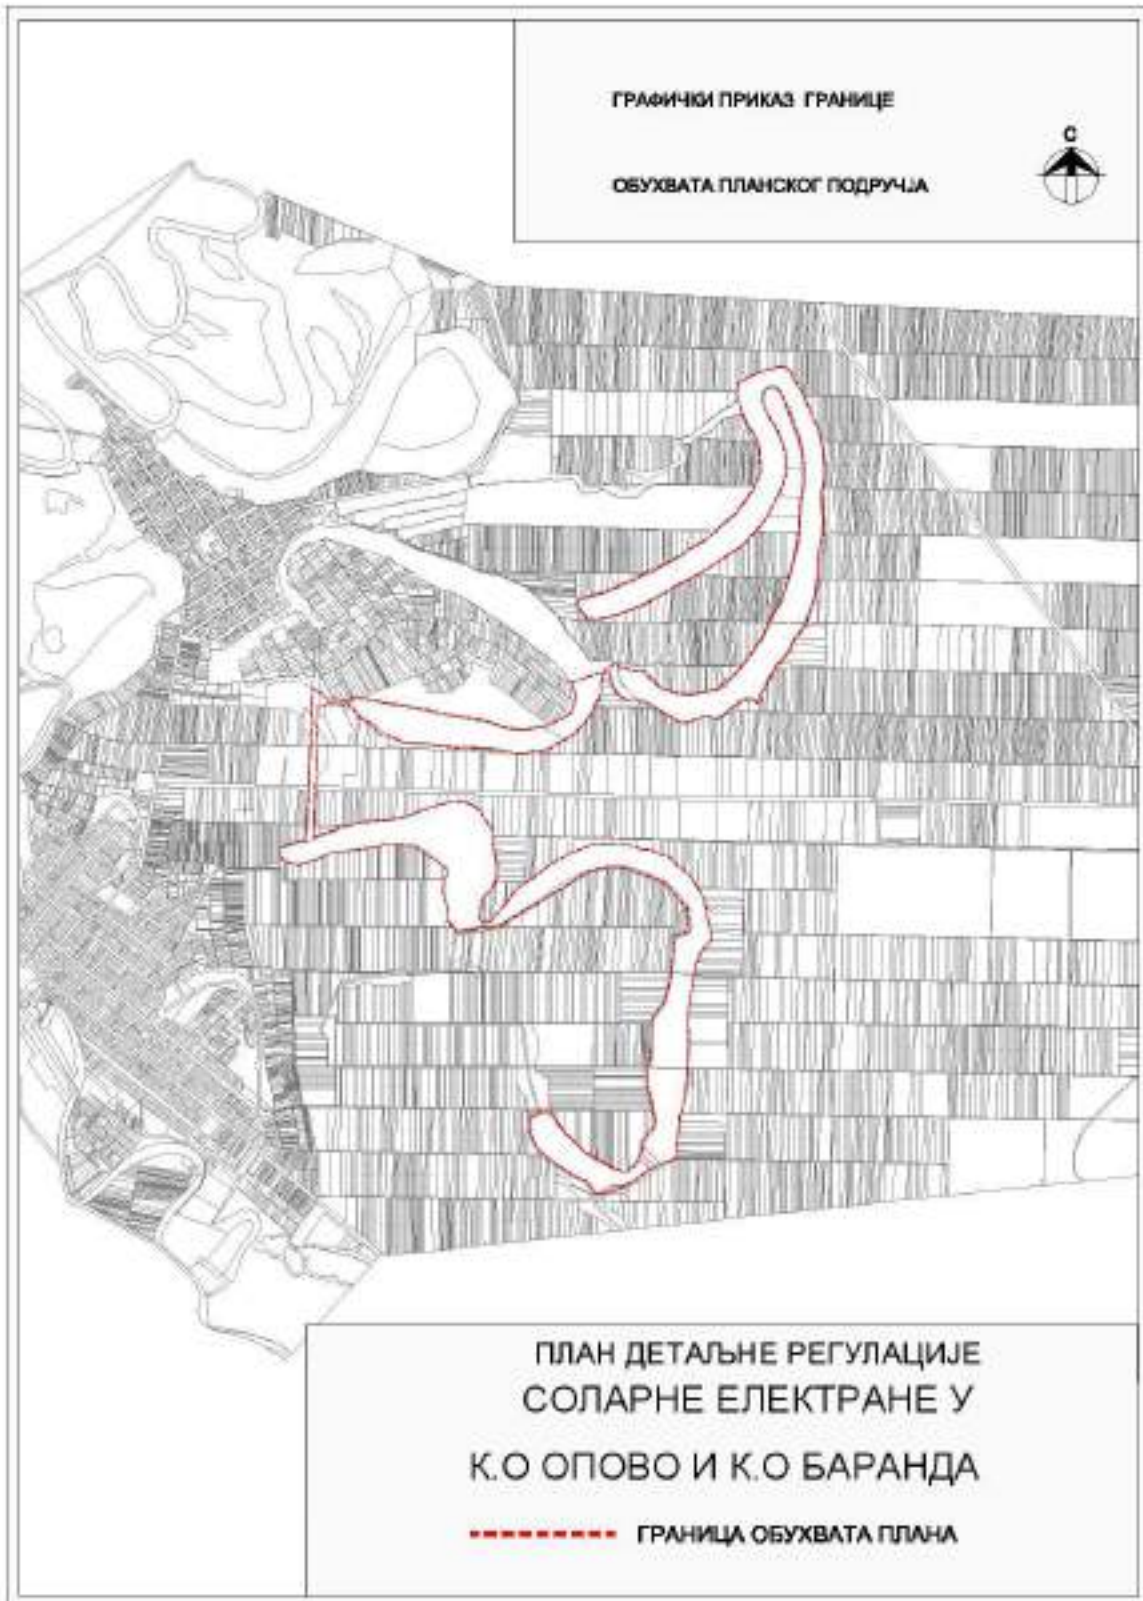 ГРАФИЧКИ ПРИКАЗ ГРАНИЦЕ
ОБУХВАТА ПЛАНСКОГ ПОДРУЧЈА
С
ПЛАН ДЕТАЉНЕ РЕГУЛАЦИЈЕ
СОЛАРНЕ ЕЛЕКТРАНЕ У
К.О ОПОВО И К.О БАРАНДА
ГРАНИЦА ОБУХВАТА ПЛАНА